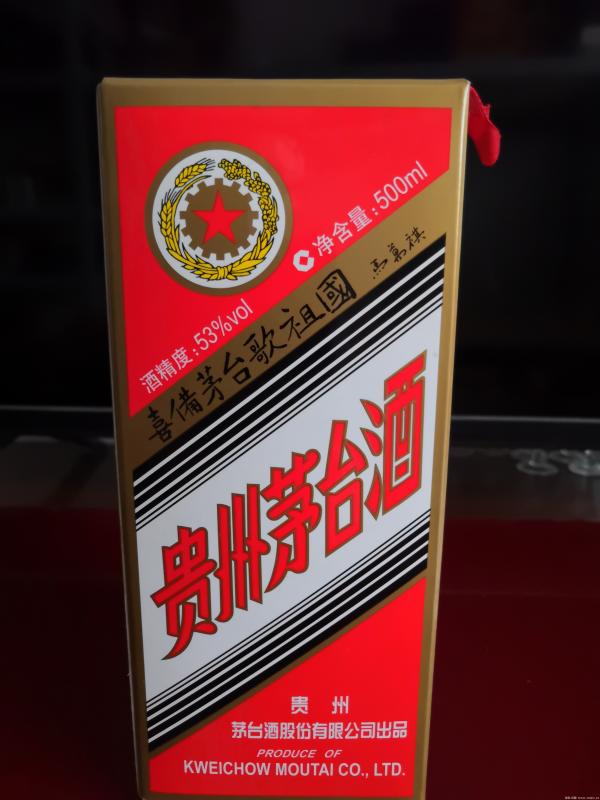 净含量:500ml
酒精度:53%vol
喜備茅台歌祖國
馬萬祺
贵州茅台酒
贵州
茅台酒股份有限公司出品
PRODUCE OF
KWEICHOW MOUTAI CO., LTD.